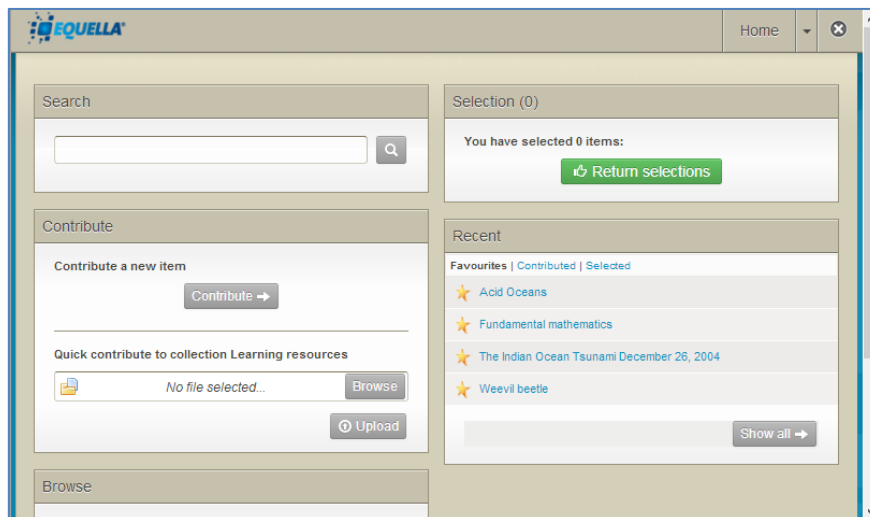 EQUELLA
Home
Search
Contribute
Contribute a new item
Contribute
Quick contribute to collection Learning resources
No file selected...
Browse
Upload
Browse
Selection (0)
You have selected 0 items:
Return selections
Recent
Favourites | Contributed | Selected
Acid Oceans
Fundamental mathematics
The Indian Ocean Tsunami December 26, 2004
Weevil beetle
Show all